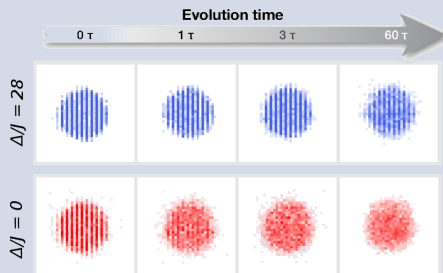 Evolution time
0 τ 1 τ 3 τ 60 τ
Δ/J = 28
Δ/J = 0